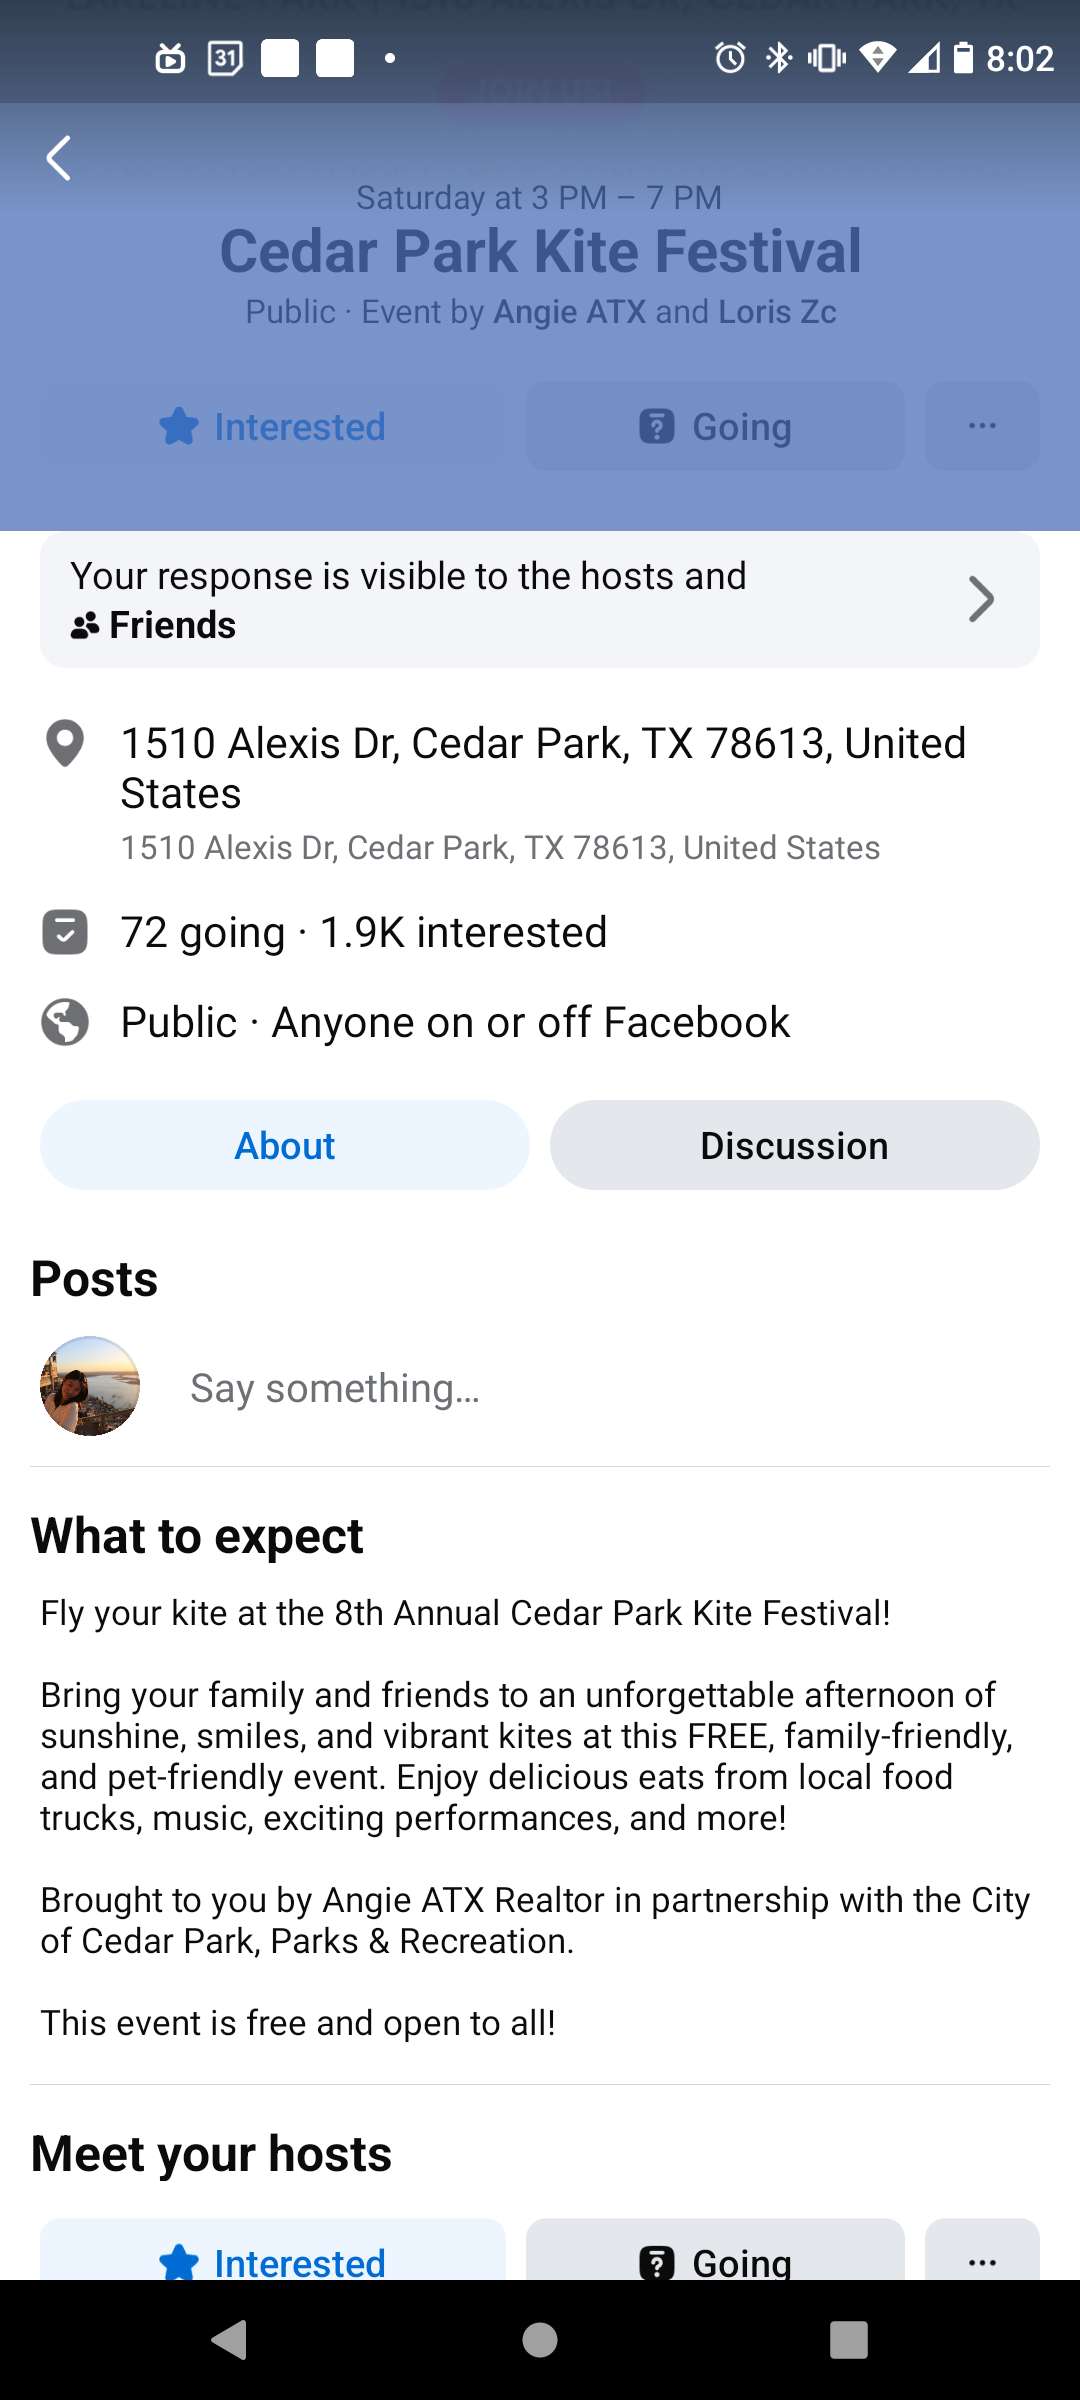 31
8:02
Saturday at 3 PM – 7 PM
Cedar Park Kite Festival
Public · Event by Angie ATX and Loris Zc
Interested
Going
Your response is visible to the hosts and
Friends
1510 Alexis Dr, Cedar Park, TX 78613, United
States
1510 Alexis Dr, Cedar Park, TX 78613, United States
72 going · 1.9K interested
Public · Anyone on or off Facebook
About
Discussion
Posts
Say something...
What to expect
Fly your kite at the 8th Annual Cedar Park Kite Festival!
Bring your family and friends to an unforgettable afternoon of
sunshine, smiles, and vibrant kites at this FREE, family-friendly,
and pet-friendly event. Enjoy delicious eats from local food
trucks, music, exciting performances, and more!
Brought to you by Angie ATX Realtor in partnership with the City
of Cedar Park, Parks & Recreation.
This event is free and open to all!
Meet your hosts
Interested
Going